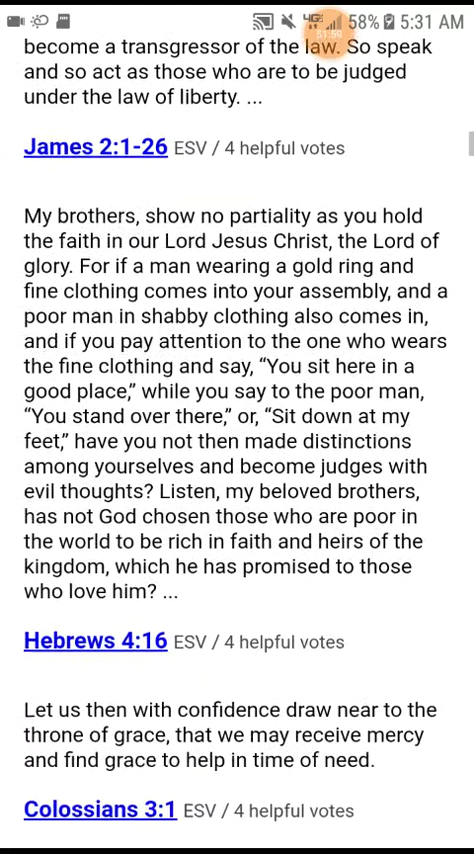 58% 5:31 AM
51:59
become a transgressor of the law. So speak
and so act as those who are to be judged
under the law of liberty. ...
James 2:1-26 ESV / 4 helpful votes
My brothers, show no partiality as you hold
the faith in our Lord Jesus Christ, the Lord of
glory. For if a man wearing a gold ring and
fine clothing comes into your assembly, and a
poor man in shabby clothing also comes in,
and if you pay attention to the one who wears
the fine clothing and say, “You sit here in a
good place,” while you say to the poor man,
“You stand over there,” or, “Sit down at my
feet,” have you not then made distinctions
among yourselves and become judges with
evil thoughts? Listen, my beloved brothers,
has not God chosen those who are poor in
the world to be rich in faith and heirs of the
kingdom, which he has promised to those
who love him? ...
Hebrews 4:16 ESV / 4 helpful votes
Let us then with confidence draw near to the
throne of grace, that we may receive mercy
and find grace to help in time of need.
Colossians 3:1 ESV / 4 helpful votes